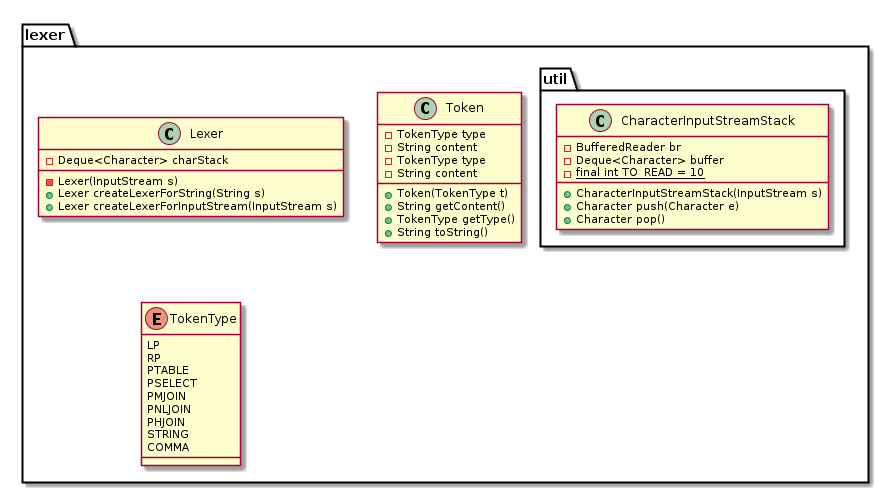 lexer
C Lexer
Deque<Character> charStack
Lexer(InputStream s)
Lexer createLexerForString(String s)
Lexer createLexerForInputStream(InputStream s)
C Token
TokenType type
String content
TokenType type
String content
Token(TokenType t)
String getContent()
TokenType getType()
String toString()
util
C CharacterInputStreamStack
BufferedReader br
Deque<Character> buffer
final int TO_READ = 10
CharacterInputStreamStack(InputStream s)
Character push(Character e)
Character pop()
E TokenType
LP
RP
PTABLE
PSELECT
PMJOIN
PNLJOIN
PHJOIN
STRING
COMMA